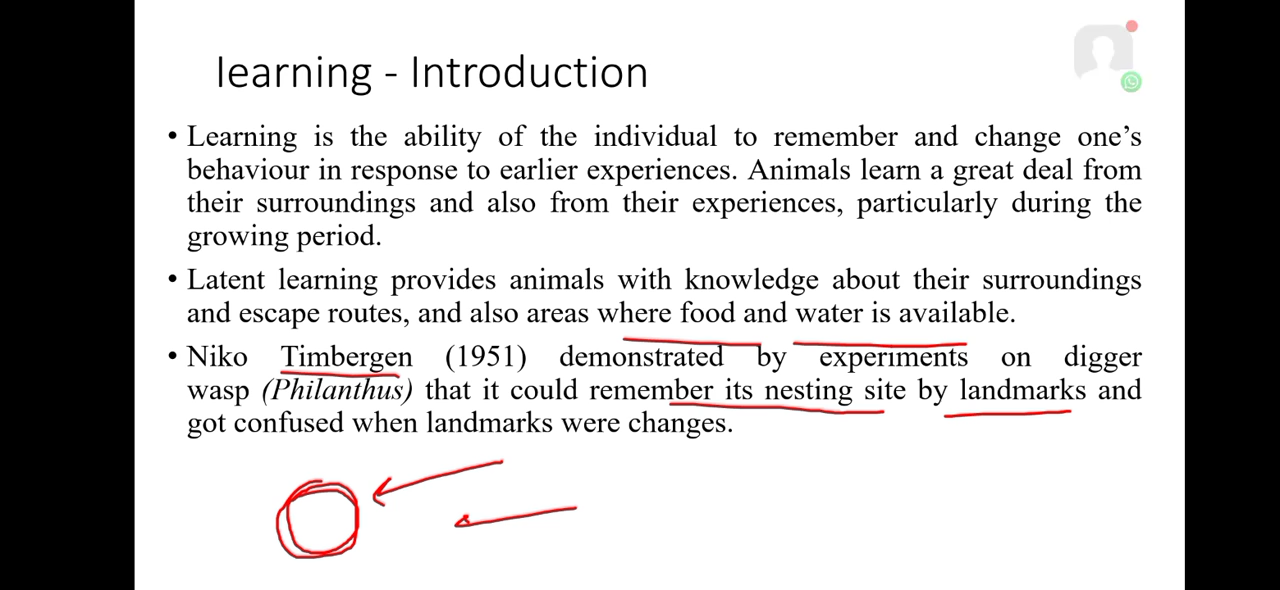 learning - Introduction
• Learning is the ability of the individual to remember and change one’s
behaviour in response to earlier experiences. Animals learn a great deal from
their surroundings and also from their experiences, particularly during the
growing period.
• Latent learning provides animals with knowledge about their surroundings
and escape routes, and also areas where food and water is available.
• Niko Timbergen (1951) demonstrated by experiments on digger
wasp (Philanthus) that it could remember its nesting site by landmarks and
got confused when landmarks were changes.